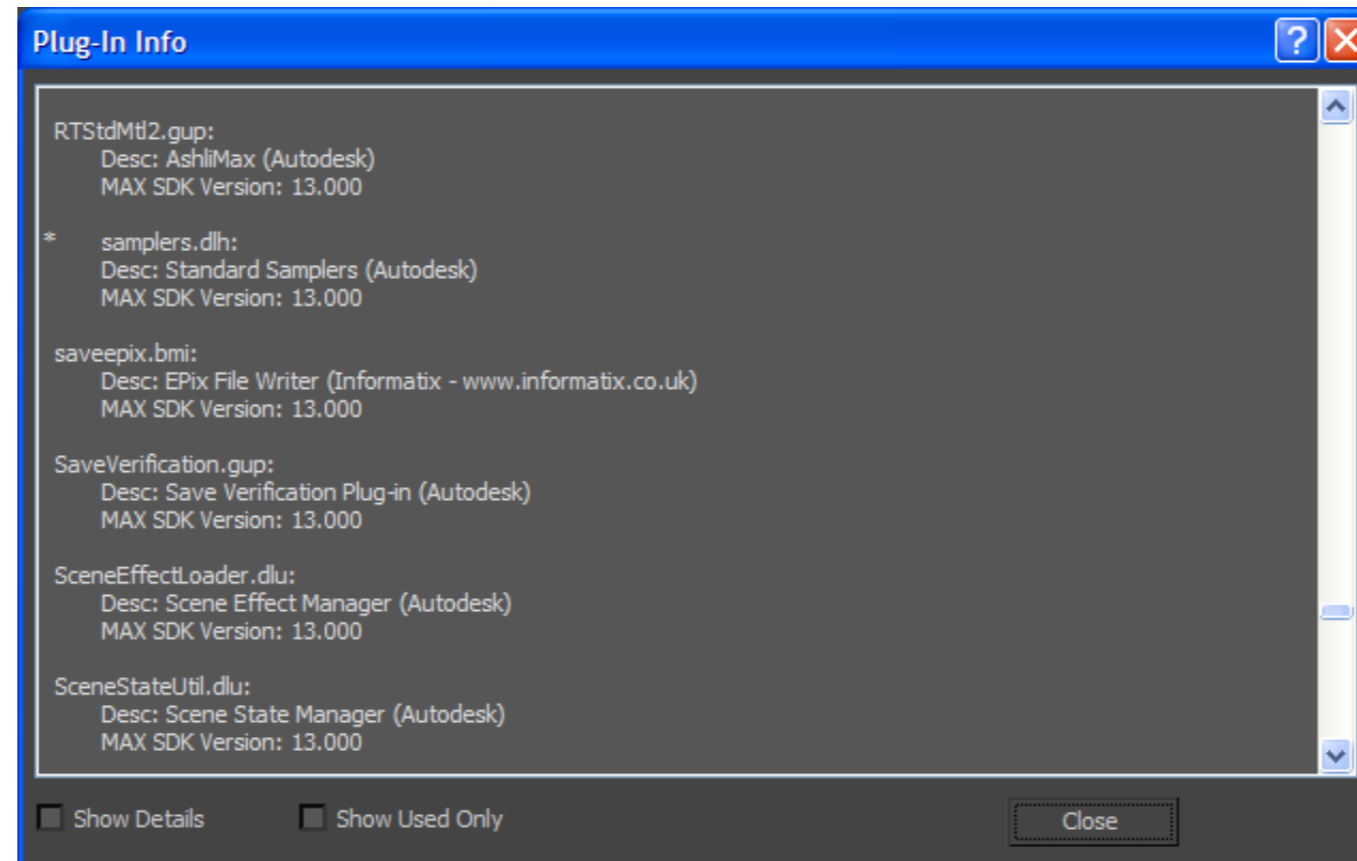 Plug-In Info
?
RTStdMtl2.gup:
Desc: AshliMax (Autodesk)
MAX SDK Version: 13.000
* samplers.dlh:
Desc: Standard Samplers (Autodesk)
MAX SDK Version: 13.000
saveepix.bmi:
Desc: EPix File Writer (Informatix - www.informatix.co.uk)
MAX SDK Version: 13.000
SaveVerification.gup:
Desc: Save Verification Plug-in (Autodesk)
MAX SDK Version: 13.000
SceneEffectLoader.dlu:
Desc: Scene Effect Manager (Autodesk)
MAX SDK Version: 13.000
SceneStateUtil.dlu:
Desc: Scene State Manager (Autodesk)
MAX SDK Version: 13.000
Show Details Show Used Only Close